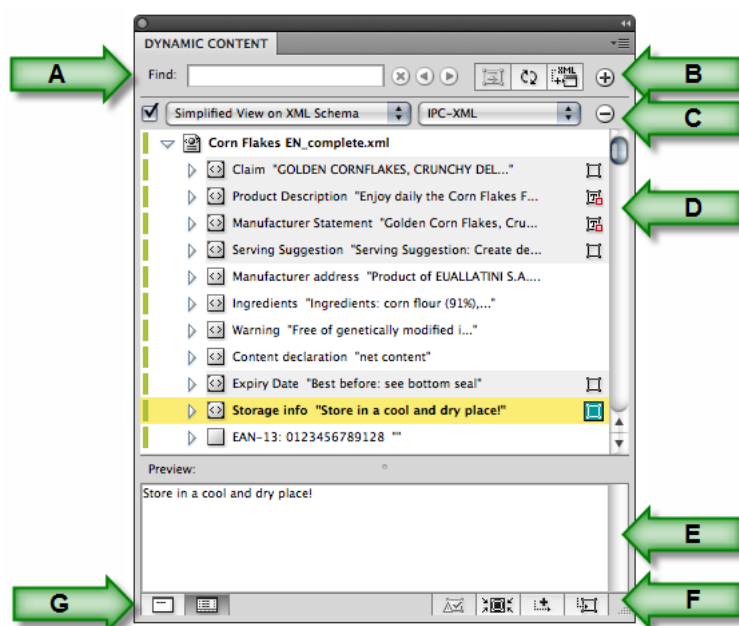 DYNAMIC CONTENT
A
Find:
XML
B
Simplified View on XML Schema
IPC-XML
C
Corn Flakes EN_complete.xml
Claim "GOLDEN CORNFLAKES, CRUNCHY DEL..."
Product Description "Enjoy daily the Corn Flakes F...
T
D
Manufacturer Statement "Golden Corn Flakes, Cru...
T
Serving Suggestion "Serving Suggestion: Create de...
Manufacturer address "Product of EUALLATINI S.A....
Ingredients "Ingredients: corn flour (91%),..."
Warning "Free of genetically modified i..."
Content declaration "net content"
Expiry Date "Best before: see bottom seal"
Storage info "Store in a cool and dry place!"
EAN-13: 0123456789128 ""
Preview:
Store in a cool and dry place!
E
G
F